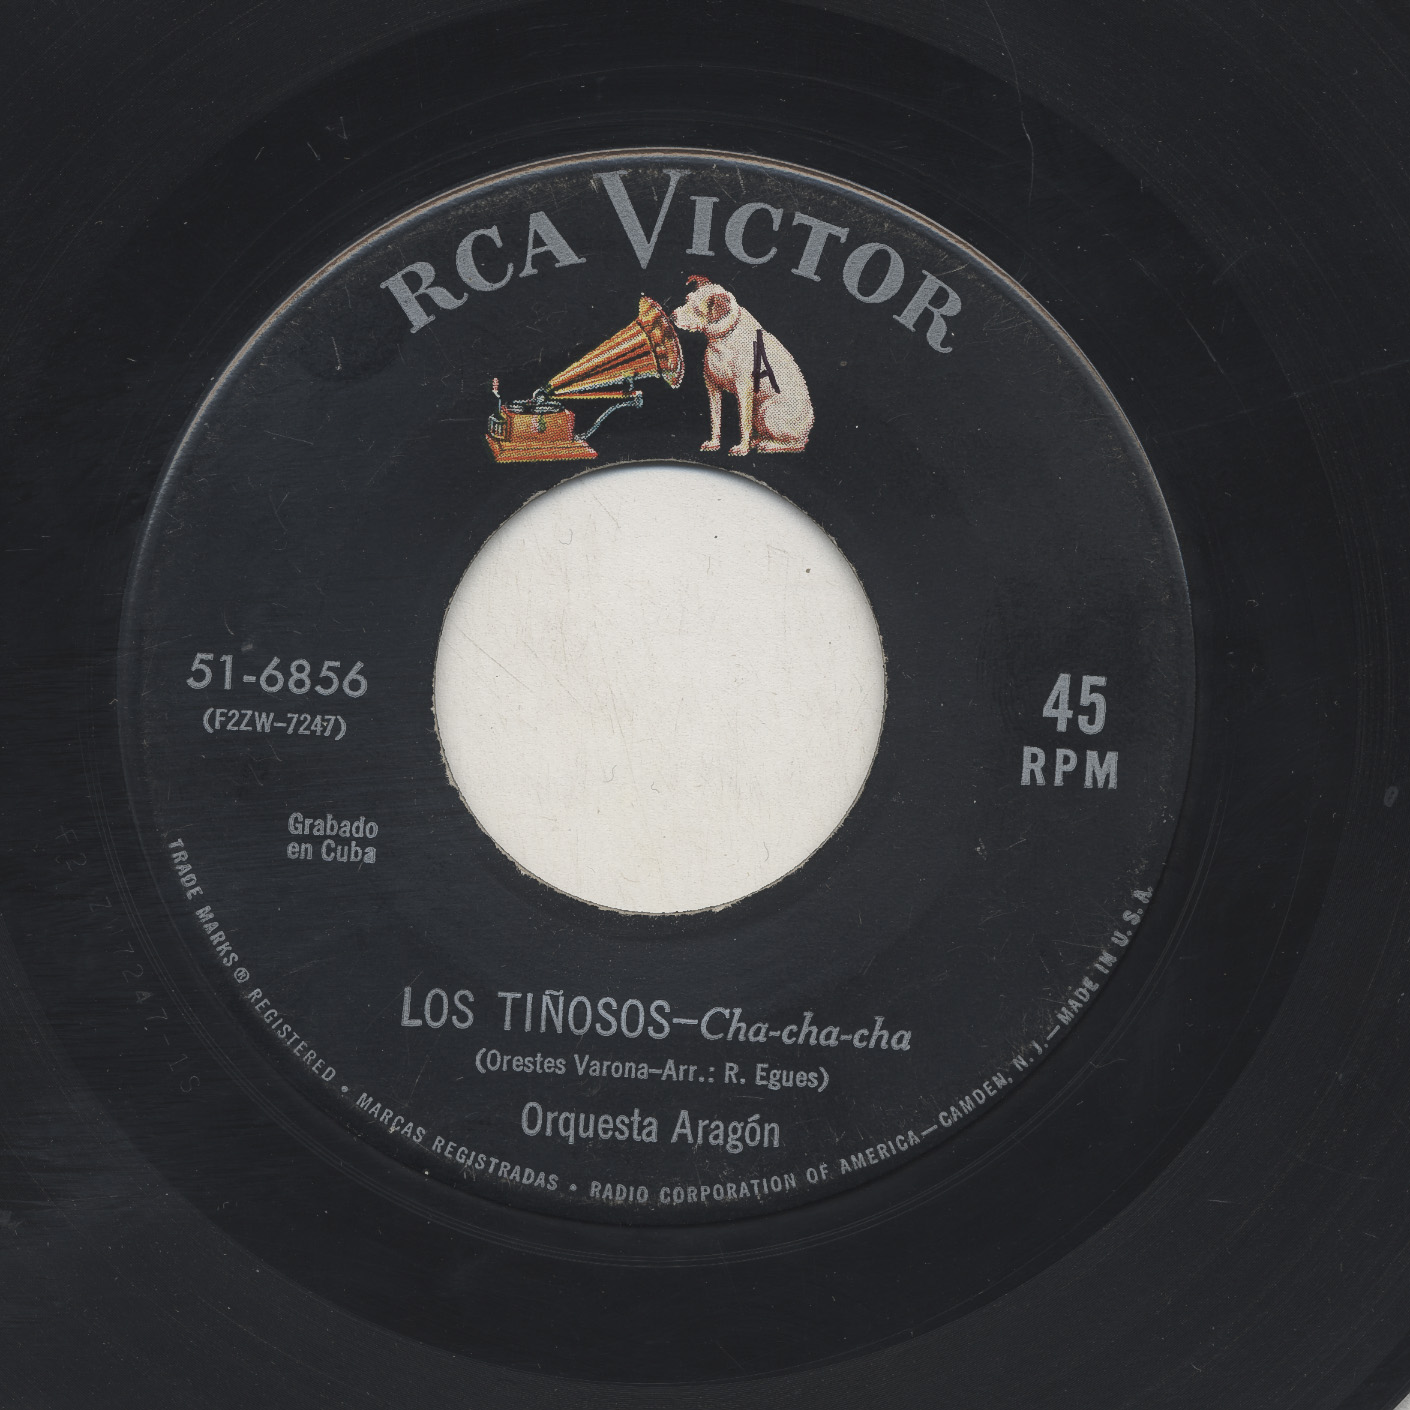 RCA VICTOR
A
51-6856
(F2ZW-7247)
45
RPM
Grabado
en Cuba
LOS TIÑOSOS—Cha-cha-cha
(Orestes Varona—Arr.: R. Egues)
Orquesta Aragón
TRADE MARKS ® REGISTERED • MARCAS REGISTRADAS • RADIO CORPORATION OF AMERICA—CAMDEN, N. J.—MADE IN U. S. A.